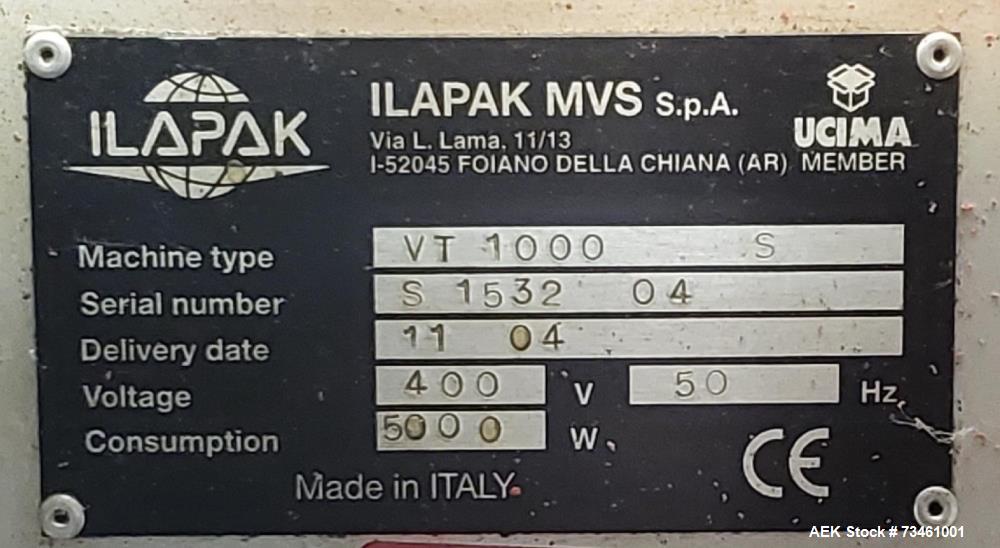 ILAPAK
ILAPAK MVS S.p.A.
Via L. Lama, 11/13
I-52045 FOIANO DELLA CHIANA (AR)
UCIMA
MEMBER
Machine type VT 1000 S
Serial number S 1532 04
Delivery date 11 04
Voltage 400 V 50 Hz.
Consumption 5000 W.
Made in ITALY.
CE
AEK Stock # 73461001